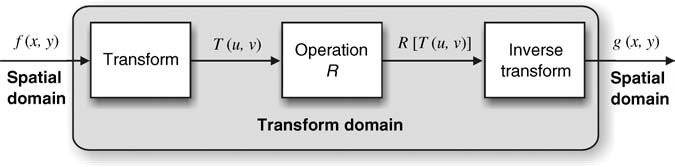 f (x, y)
T (u, v)
R [T (u, v)]
g (x, y)
Spatial
domain
Transform
Operation
R
Inverse
transform
Spatial
domain
Transform domain